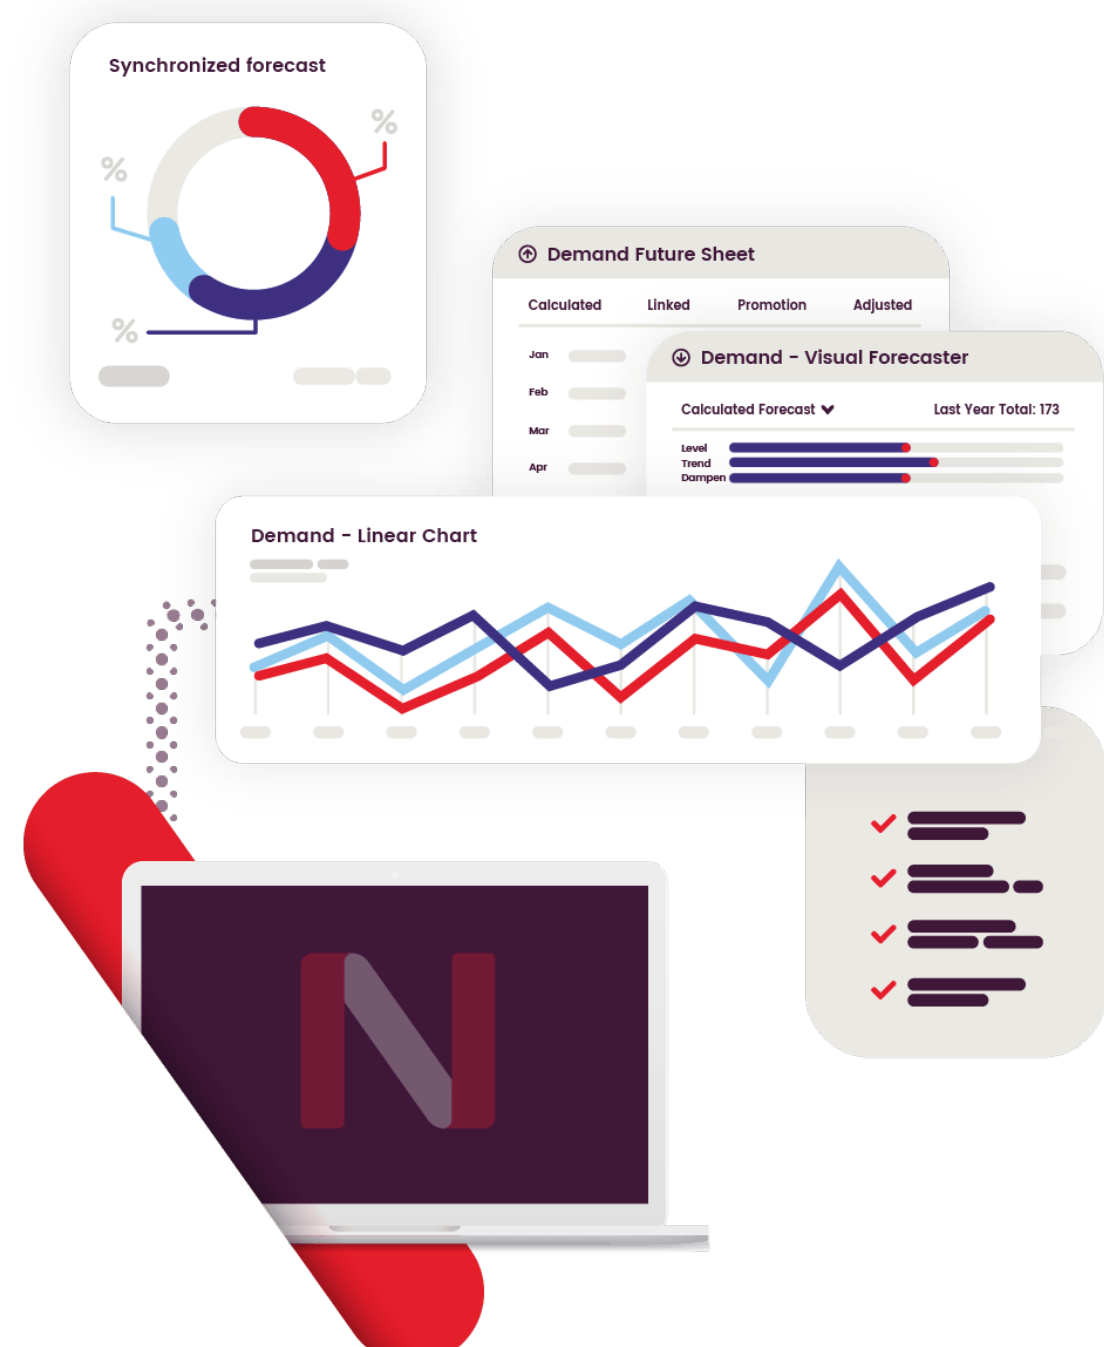 Synchronized forecast
%
%
%
Demand Future Sheet
Calculated Linked Promotion Adjusted
Jan
Feb
Mar
Apr
Demand - Visual Forecaster
Calculated Forecast Last Year Total: 173
Level
Trend
Dampen
Demand - Linear Chart
N